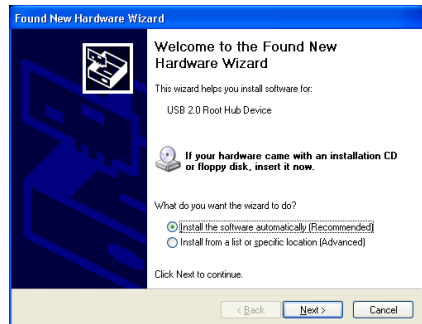 Found New Hardware Wizard
Welcome to the Found New
Hardware Wizard
This wizard helps you install software for:
USB 2.0 Root Hub Device
If your hardware came with an installation CD
or floppy disk, insert it now.
What do you want the wizard to do?
Install the software automatically (Recommended)
Install from a list or specific location (Advanced)
Click Next to continue.
< Back Next > Cancel